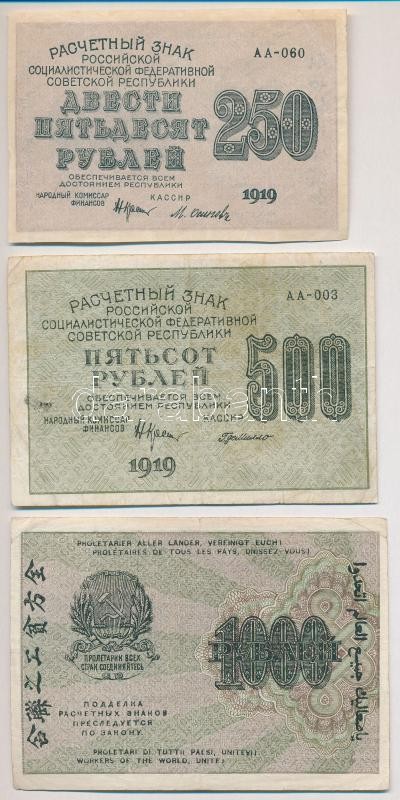 РАСЧЕТНЫЙ ЗНАК
РОССИЙСКОЙ
СОЦИАЛИСТИЧЕСКОЙ ФЕДЕРАТИВНОЙ
СОВЕТСКОЙ РЕСПУБЛИКИ
АА-060
ДВЕСТИ
ПЯТЬДЕСЯТ
РУБЛЕЙ
250
ОБЕСПЕЧИВАЕТСЯ ВСЕМ
ДОСТОЯНИЕМ РЕСПУБЛИКИ
НАРОДНЫЙ КОМИССАР
ФИНАНСОВ
КАССИР
1919
РАСЧЕТНЫЙ ЗНАК
РОССИЙСКОЙ
СОЦИАЛИСТИЧЕСКОЙ ФЕДЕРАТИВНОЙ
СОВЕТСКОЙ РЕСПУБЛИКИ
АА-003
ПЯТЬСОТ
РУБЛЕЙ
500
ОБЕСПЕЧИВАЕТСЯ ВСЕМ
ДОСТОЯНИЕМ РЕСПУБЛИКИ
НАРОДНЫЙ КОМИССАР
ФИНАНСОВ
КАССИР
1919
PROLETARIER ALLER LÄNDER, VEREINIGT EUCH!
PROLÉTAIRES DE TOUS LES PAYS, UNISSEZ-VOUS!
ПРОЛЕТАРИИ ВСЕХ
СТРАН СОЕДИНЯЙТЕСЬ
1000
РУБЛЕЙ
ПОДДЕЛКА
РАСЧЕТНЫХ ЗНАКОВ
ПРЕСЛЕДУЕТСЯ
ПО ЗАКОНУ.
PROLETARI DI TUTTI I PAESI, UNITEVI!
WORKERS OF THE WORLD, UNITE!